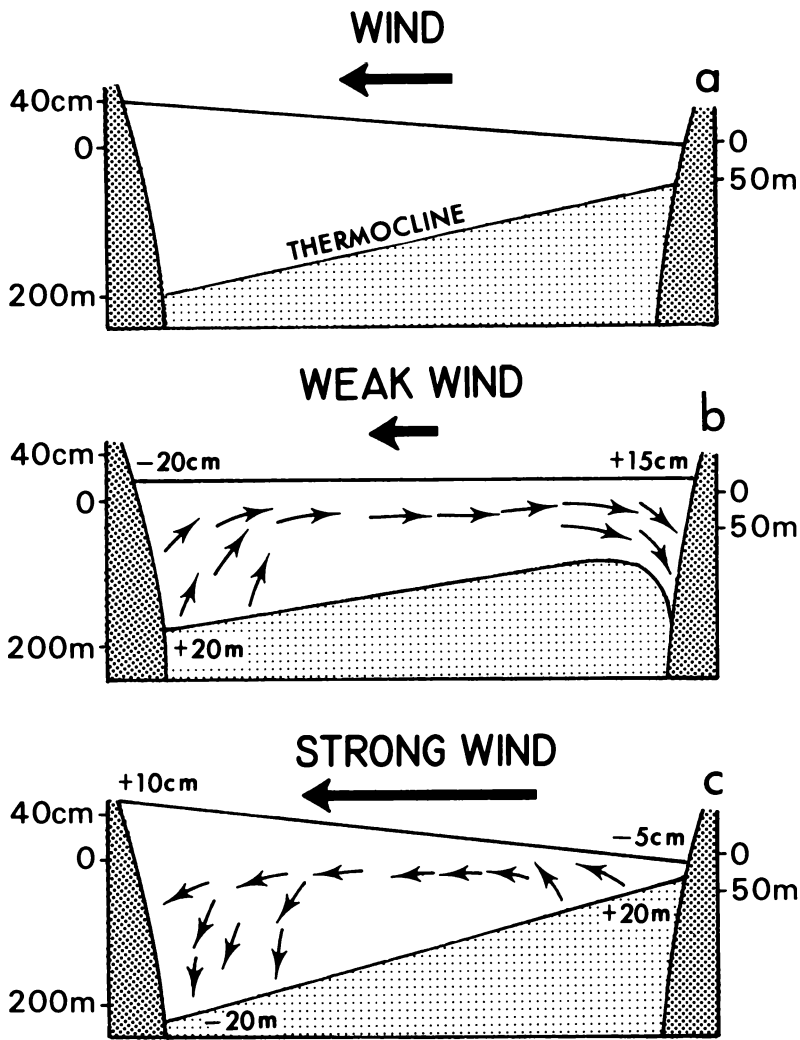 WIND
a
40cm
0
0
50m
THERMOCLINE
200m
WEAK WIND
b
40cm
−20cm
+15cm
0
0
50m
200m
+20m
STRONG WIND
c
+10cm
40cm
−5cm
0
0
50m
+20m
200m
−20m